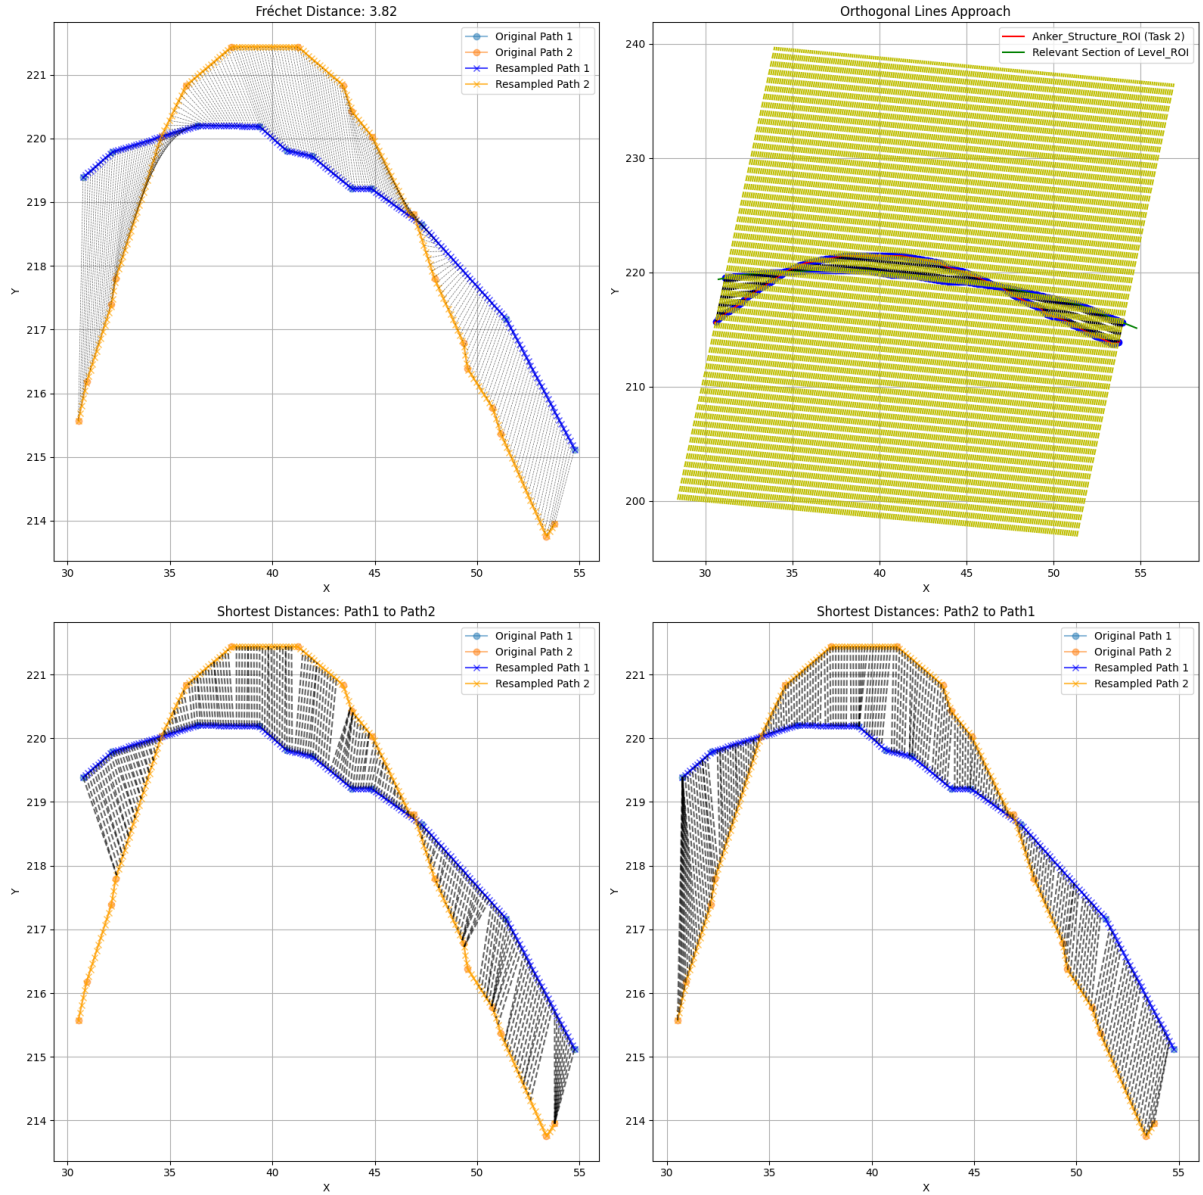 Fréchet Distance: 3.82
Original Path 1
Original Path 2
Resampled Path 1
Resampled Path 2
Y
221
220
219
218
217
216
215
214
30 35 40 45 50 55
X
Orthogonal Lines Approach
Anker_Structure_ROI (Task 2)
Relevant Section of Level_ROI
Y
240
230
220
210
200
30 35 40 45 50 55
X
Shortest Distances: Path1 to Path2
Original Path 1
Original Path 2
Resampled Path 1
Resampled Path 2
Y
221
220
219
218
217
216
215
214
30 35 40 45 50 55
X
Shortest Distances: Path2 to Path1
Original Path 1
Original Path 2
Resampled Path 1
Resampled Path 2
Y
221
220
219
218
217
216
215
214
30 35 40 45 50 55
X